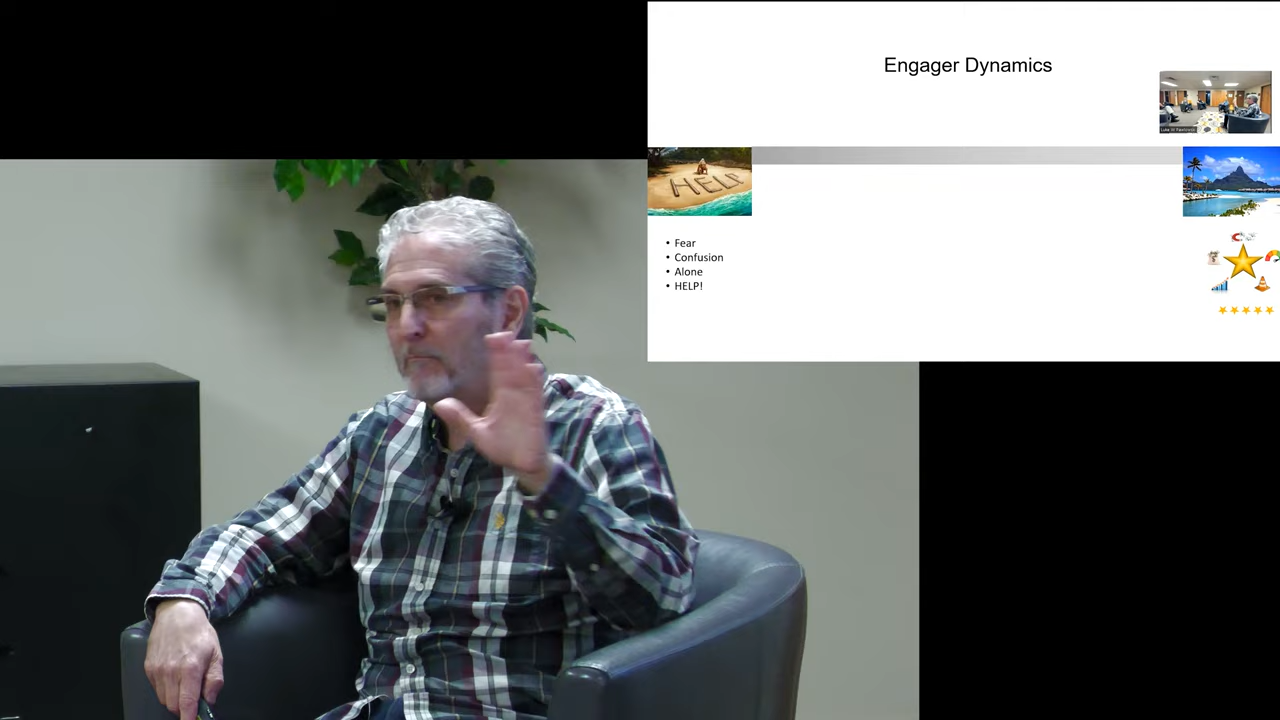 Engager Dynamics
HELP
• Fear
• Confusion
• Alone
• HELP!